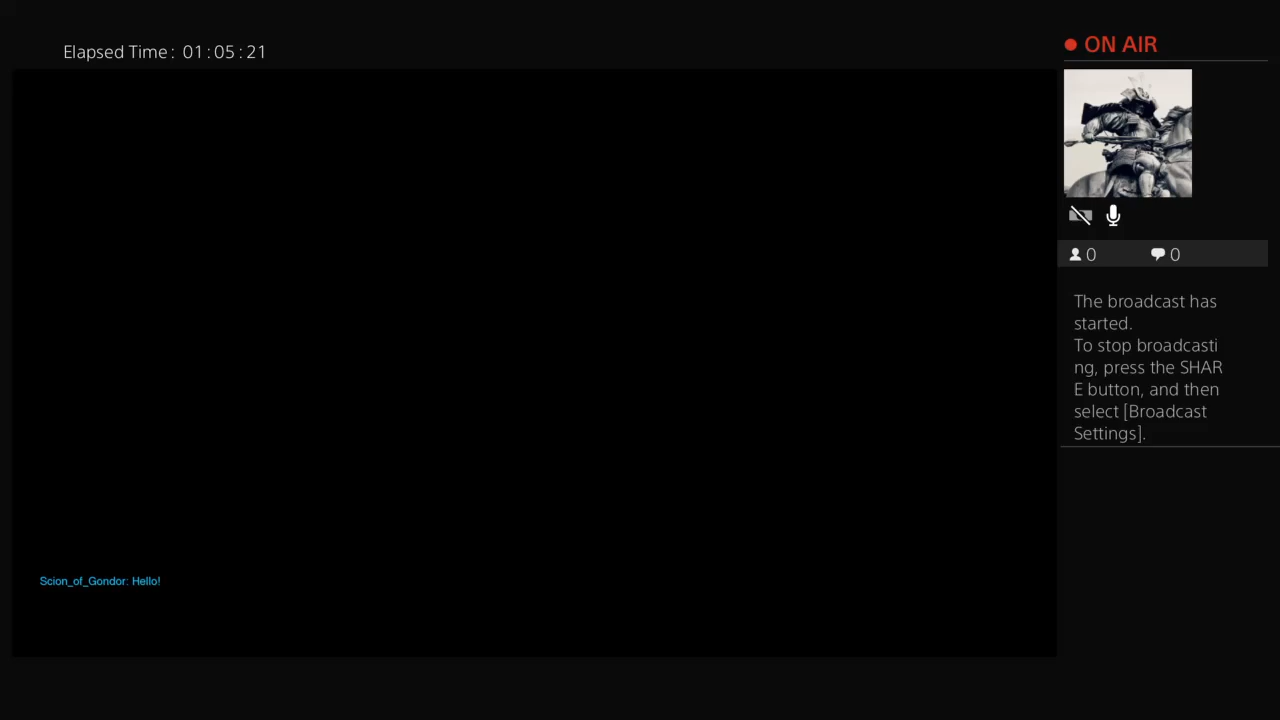 Elapsed Time: 01:05:21
ON AIR
0 0
The broadcast has
started.
To stop broadcasti
ng, press the SHAR
E button, and then
select [Broadcast
Settings].
Scion_of_Gondor: Hello!